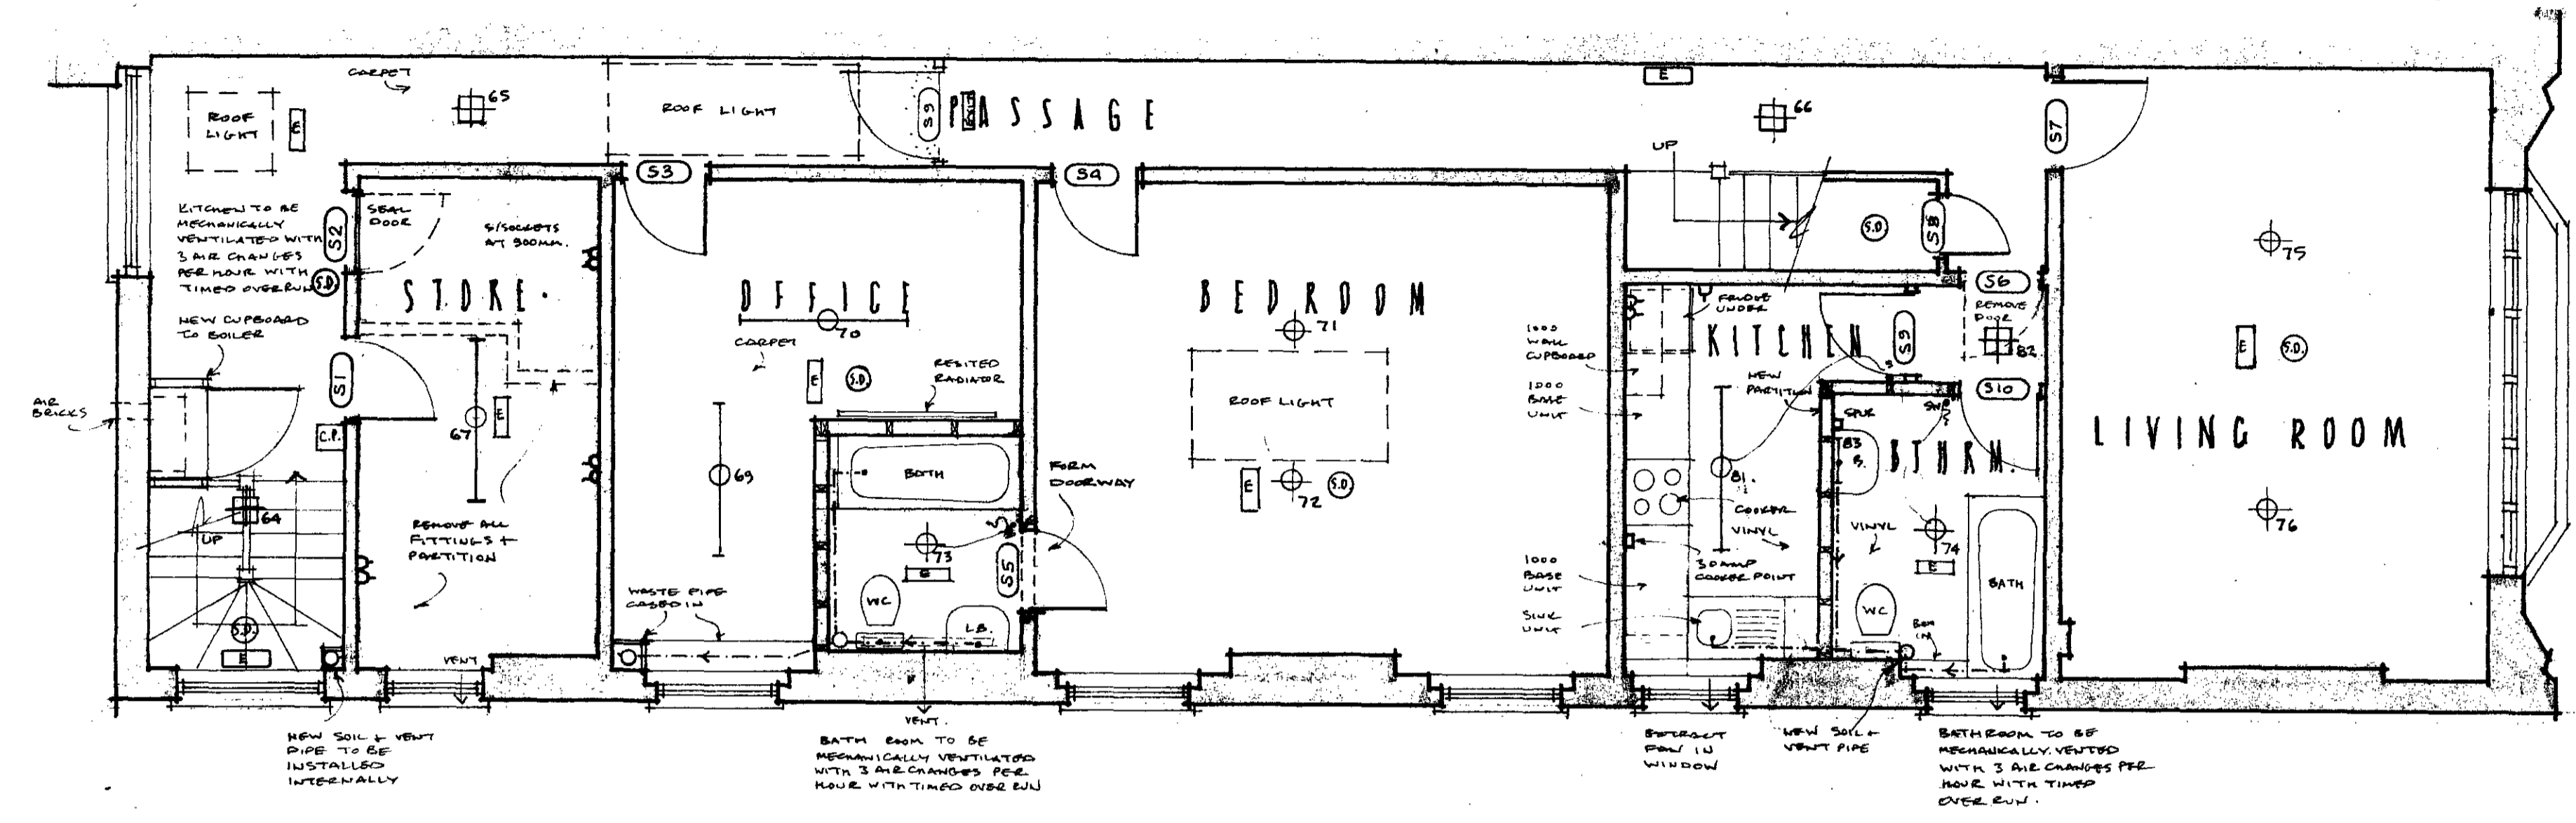 CARPET
ROOF
LIGHT
E
65
ROOF LIGHT
S9
EXIT
PASSAGE
E
66
S7
UP
S3
S4
SEAL
DOOR
S/SOCKETS
AT 900MM.
KITCHEN TO BE
MECHANICALLY
VENTILATED WITH
3 AIR CHANGES
PER HOUR WITH
TIMED OVERRUN
S2
S.D.
STORE.
OFFICE
70
BEDROOM
71
S.D.
S8
S6
REMOVE
DOOR
82
75
NEW CUPBOARD
TO BOILER
S1
CARPET
E
S.D.
RESITED
RADIATOR
ROOF LIGHT
1000
WALL
CUPBOARD
FRIDGE
UNDER
KITCHEN
S9
NEW
PARTITION
S10
E
S.D.
LIVING ROOM
AIR
BRICKS
C.P.
67
E
69
BATH
FORM
DOORWAY
E
72
S.D.
1000
BASE
UNIT
81.
SPUR
SW
83
B.
BTHRM.
64
UP
REMOVE ALL
FITTINGS +
PARTITION
73
E
S5
COOKER
VINYL
VINYL
74
E
76
30AMP
COOKER POINT
1000
BASE
UNIT
BATH
WASTE PIPE
CASED IN
WC
L.B.
SINK
UNIT
WC
BOX
IN
S.D.
E
VENT
VENT.
NEW SOIL + VENT
PIPE TO BE
INSTALLED
INTERNALLY
BATH ROOM TO BE
MECHANICALLY VENTILATED
WITH 3 AIR CHANGES PER
HOUR WITH TIMED OVER RUN
EXTRACT
FAN IN
WINDOW
NEW SOIL +
VENT PIPE
BATHROOM TO BE
MECHANICALLY VENTED
WITH 3 AIR CHANGES PER
HOUR WITH TIMED
OVER RUN.